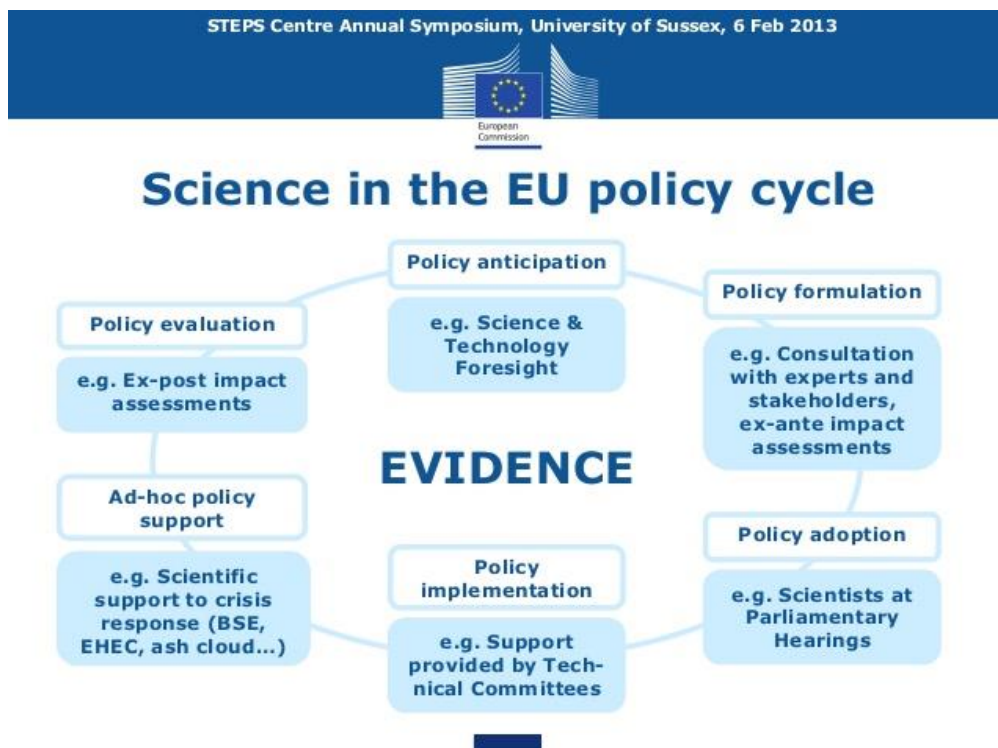 STEPS Centre Annual Symposium, University of Sussex, 6 Feb 2013
European
Commission
Science in the EU policy cycle
Policy anticipation
e.g. Science &
Technology
Foresight
Policy formulation
e.g. Consultation
with experts and
stakeholders,
ex-ante impact
assessments
Policy adoption
e.g. Scientists at
Parliamentary
Hearings
Policy
implementation
e.g. Support
provided by Tech-
nical Committees
Ad-hoc policy
support
e.g. Scientific
support to crisis
response (BSE,
EHEC, ash cloud...)
Policy evaluation
e.g. Ex-post impact
assessments
EVIDENCE